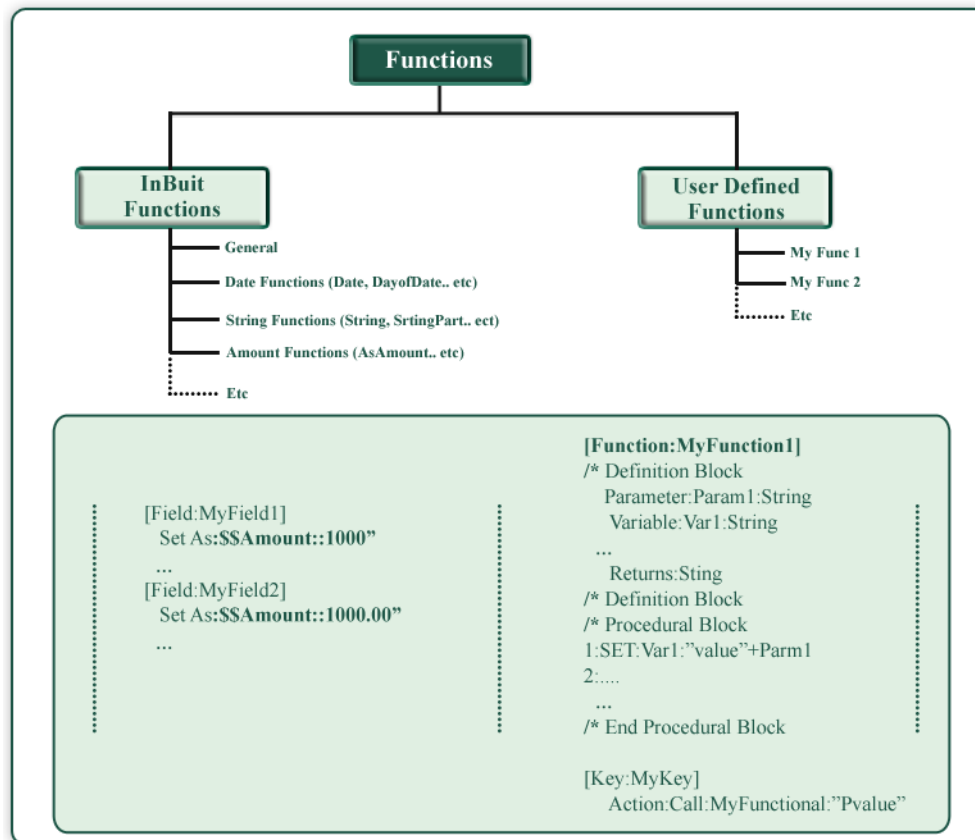 Functions
InBuit
Functions
General
Date Functions (Date, DayofDate.. etc)
String Functions (String, SrtingPart.. ect)
Amount Functions (AsAmount.. etc)
Etc
User Defined
Functions
My Func 1
My Func 2
Etc
[Field:MyField1]
Set As:$$Amount::1000”
...
[Field:MyField2]
Set As:$$Amount::1000.00”
...
[Function:MyFunction1]
/* Definition Block
Parameter:Param1:String
Variable:Var1:String
...
Returns:Sting
/* Definition Block
/* Procedural Block
1:SET:Var1:”value”+Parm1
2:....
...
/* End Procedural Block
[Key:MyKey]
Action:Call:MyFunctional:”Pvalue”